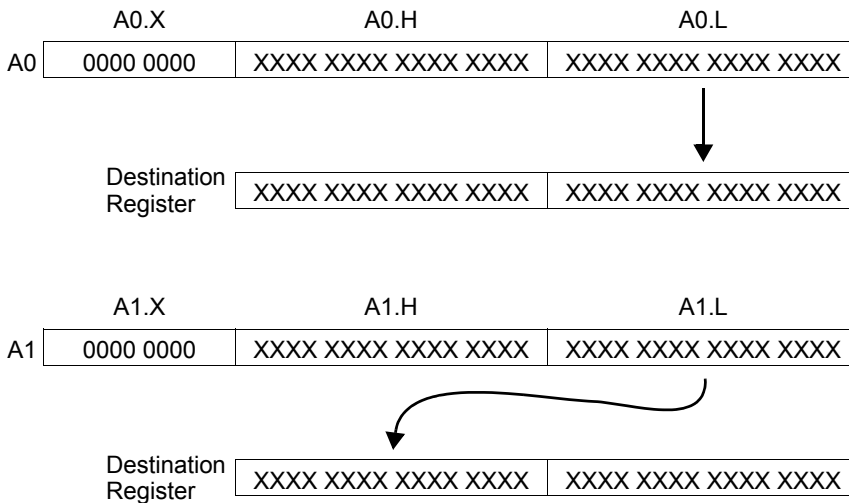 A0.X A0.H A0.L
A0 0000 0000 XXXX XXXX XXXX XXXX XXXX XXXX XXXX XXXX
Destination
Register XXXX XXXX XXXX XXXX XXXX XXXX XXXX XXXX
A1.X A1.H A1.L
A1 0000 0000 XXXX XXXX XXXX XXXX XXXX XXXX XXXX XXXX
Destination
Register XXXX XXXX XXXX XXXX XXXX XXXX XXXX XXXX